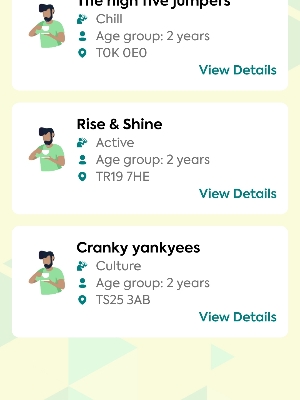 The high five jumpers
Chill
Age group: 2 years
T0K 0E0
View Details
Rise & Shine
Active
Age group: 2 years
TR19 7HE
View Details
Cranky yankyees
Culture
Age group: 2 years
TS25 3AB
View Details